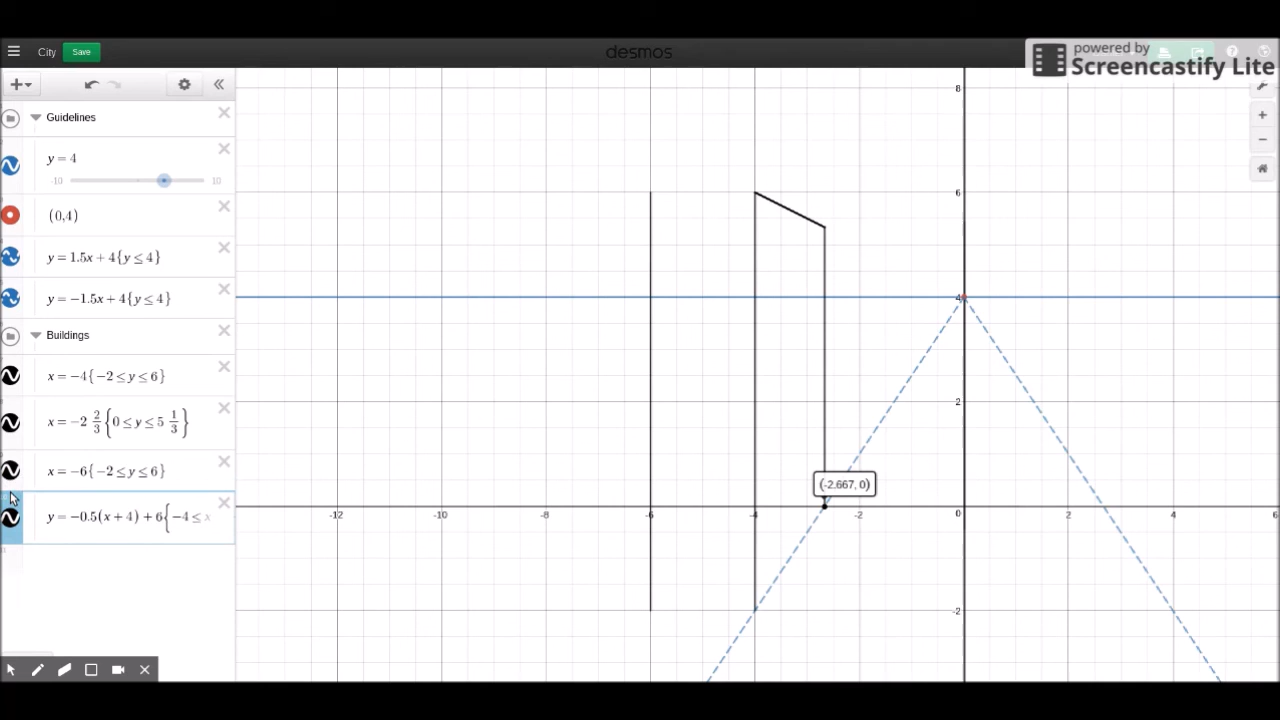 powered by
Screencastify Lite
City
Save
desmos
Guidelines
y = 4
-10
10
(0,4)
y = 1.5x + 4{y ≤ 4}
y = −1.5x + 4{y ≤ 4}
Buildings
x = −4{−2 ≤ y ≤ 6}
x = −2 2/3 {0 ≤ y ≤ 5 1/3}
x = −6{−2 ≤ y ≤ 6}
y = −0.5(x + 4) + 6{−4 ≤ x
8
6
4
2
(-2.667, 0)
-12 -10 -8 -6 -4 -2 0 2 4 6
-2